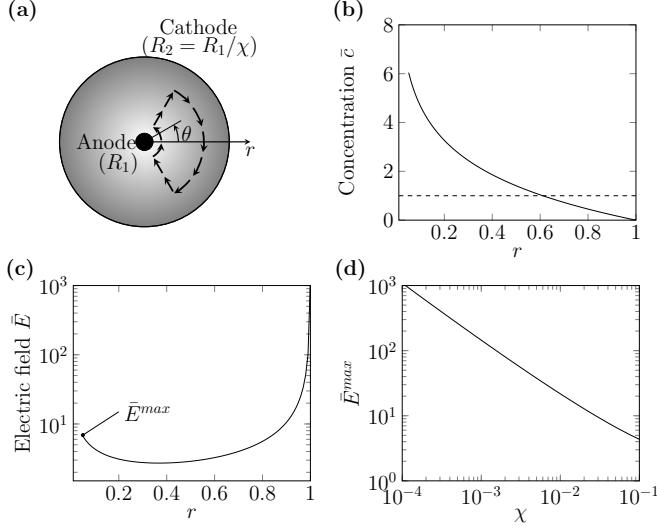 (a)
Cathode
(R₂ = R₁/χ)
Anode
(R₁)
θ
r
(b)
Concentration c̄
8
6
4
2
0
0.2 0.4 0.6 0.8 1
r
(c)
Electric field Ē
10³
10²
10¹
Ē^{max}
0.2 0.4 0.6 0.8 1
r
(d)
Ē^{max}
10³
10²
10¹
10⁰
10⁻⁴ 10⁻³ 10⁻² 10⁻¹
χ